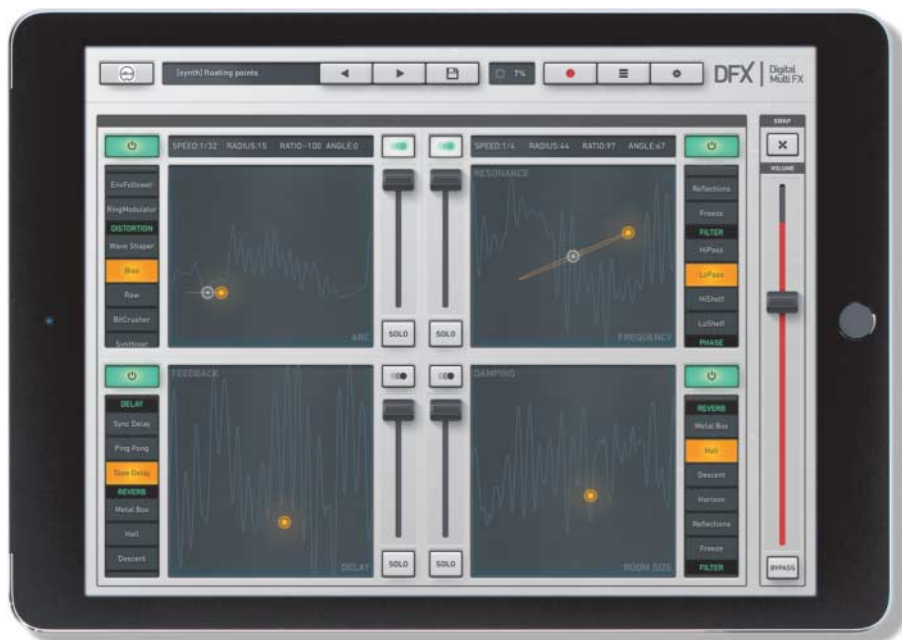 [synth] floating points
7%
DFX
Digital
Multi FX
SWAP
VOLUME
BYPASS
SPEED:1/32 RADIUS:15 RATIO:-100 ANGLE:0
EnvFollower
RingModulator
DISTORTION
Wave Shaper
Bias
Raw
BitCrusher
ARC
SOLO
SPEED:1/4 RADIUS:44 RATIO:97 ANGLE:67
RESONANCE
FREQUENCY
SOLO
Reflections
Freeze
FILTER
HiPass
LoPass
HiShelf
LoShelf
PHASE
DELAY
Sync Delay
Ping Pong
Tape Delay
REVERB
Metal Box
Hall
Descent
FEEDBACK
DELAY
SOLO
DAMPING
ROOM SIZE
SOLO
REVERB
Metal Box
Hall
Descent
Horizon
Reflections
Freeze
FILTER